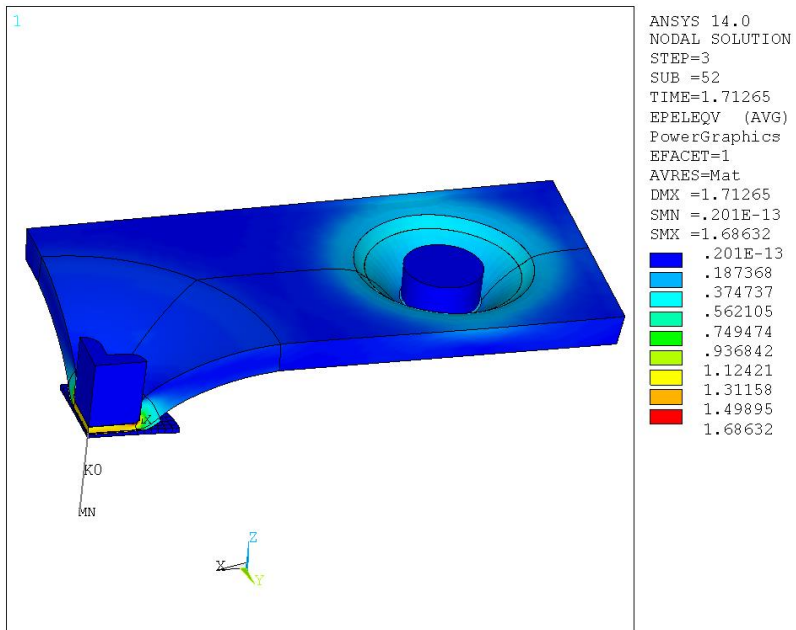 1
ANSYS 14.0
NODAL SOLUTION
STEP=3
SUB =52
TIME=1.71265
EPELEQV (AVG)
PowerGraphics
EFACET=1
AVRES=Mat
DMX =1.71265
SMN =.201E-13
SMX =1.68632
.201E-13
.187368
.374737
.562105
.749474
.936842
1.12421
1.31158
1.49895
1.68632
X
K0
MN
Z
X
Y